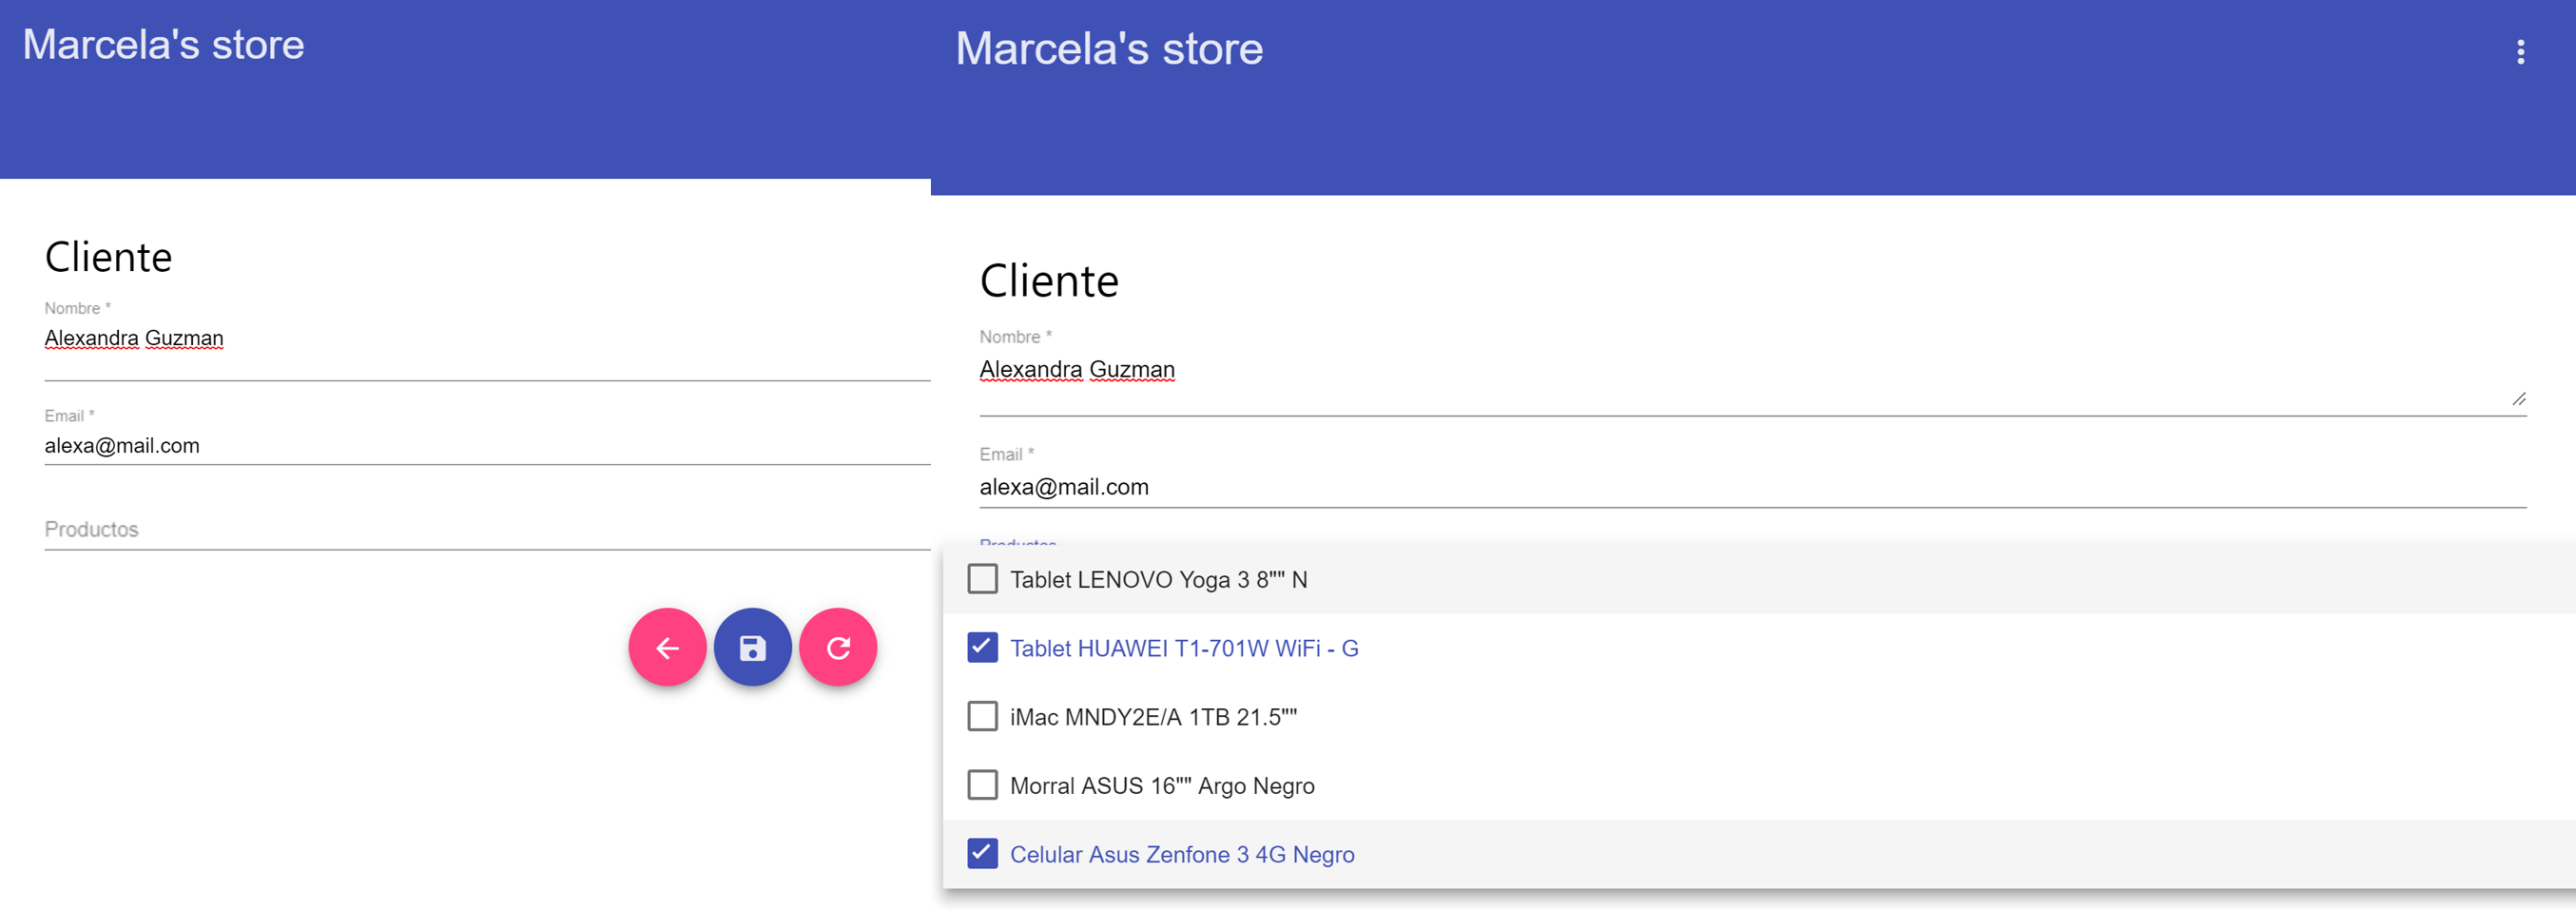 Marcela's store
Cliente
Nombre *
Alexandra Guzman
Email *
alexa@mail.com
Productos
Marcela's store
Cliente
Nombre *
Alexandra Guzman
Email *
alexa@mail.com
Productos
Tablet LENOVO Yoga 3 8"" N
Tablet HUAWEI T1-701W WiFi - G
iMac MNDY2E/A 1TB 21.5""
Morral ASUS 16"" Argo Negro
Celular Asus Zenfone 3 4G Negro